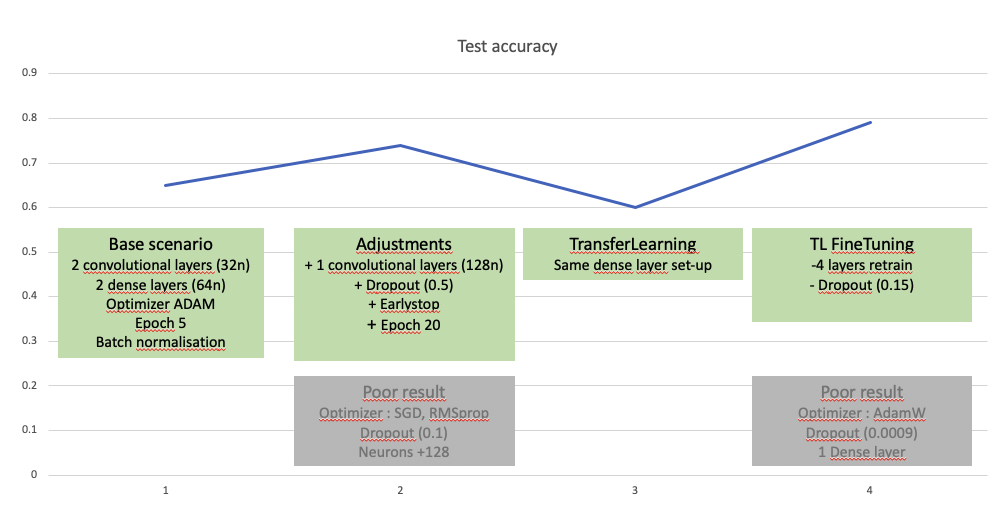 Test accuracy
0.9
0.8
0.7
0.6
0.5
0.4
0.3
0.2
0.1
0
Base scenario
2 convolutional layers (32n)
2 dense layers (64n)
Optimizer ADAM
Epoch 5
Batch normalisation
Adjustments
+ 1 convolutional layers (128n)
+ Dropout (0.5)
+ Earlystop
+ Epoch 20
TransferLearning
Same dense layer set-up
TL FineTuning
-4 layers retrain
- Dropout (0.15)
Poor result
Optimizer : SGD, RMSprop
Dropout (0.1)
Neurons +128
Poor result
Optimizer : AdamW
Dropout (0.0009)
1 Dense layer
1
2
3
4